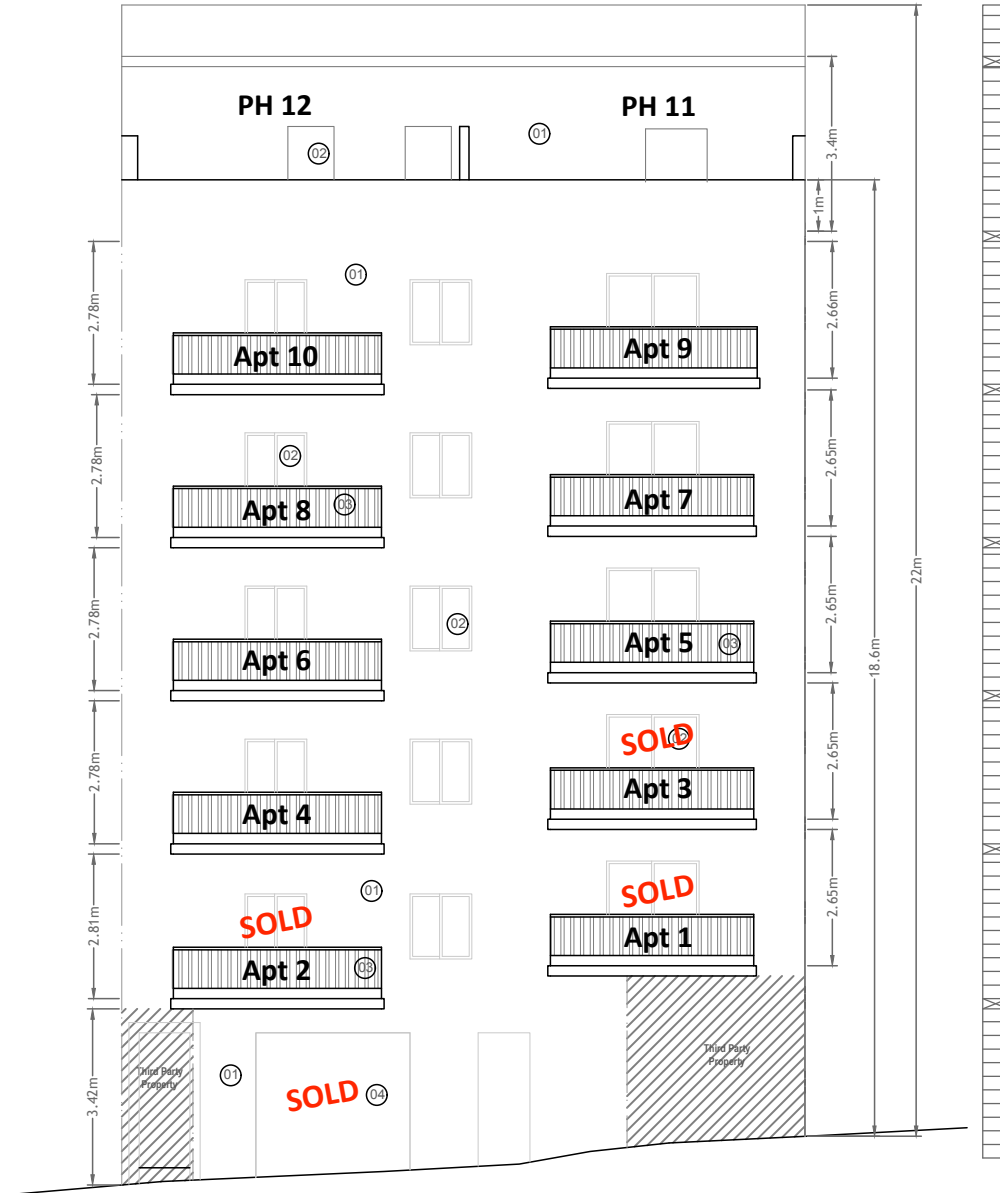 PH 12
PH 11
01
02
3.4m
1m
01
2.78m
2.66m
Apt 10
Apt 9
02
2.78m
2.65m
Apt 8
03
Apt 7
22m
02
2.78m
2.65m
Apt 6
Apt 5
03
18.6m
SOLD
02
2.78m
2.65m
Apt 4
Apt 3
01
SOLD
SOLD
2.81m
2.65m
Apt 2
03
Apt 1
Third Party
Property
01
SOLD
04
Third Party
Property
3.42m